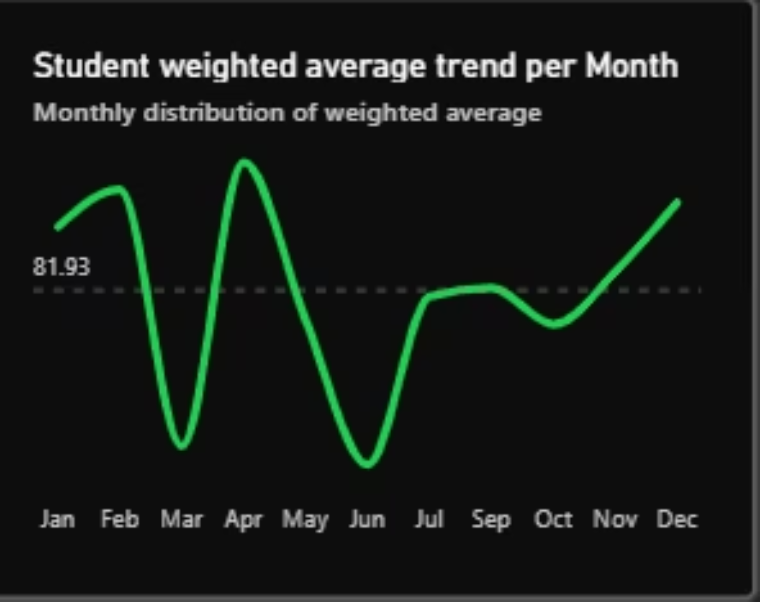 Student weighted average trend per Month
Monthly distribution of weighted average
81.93
Jan Feb Mar Apr May Jun Jul Sep Oct Nov Dec